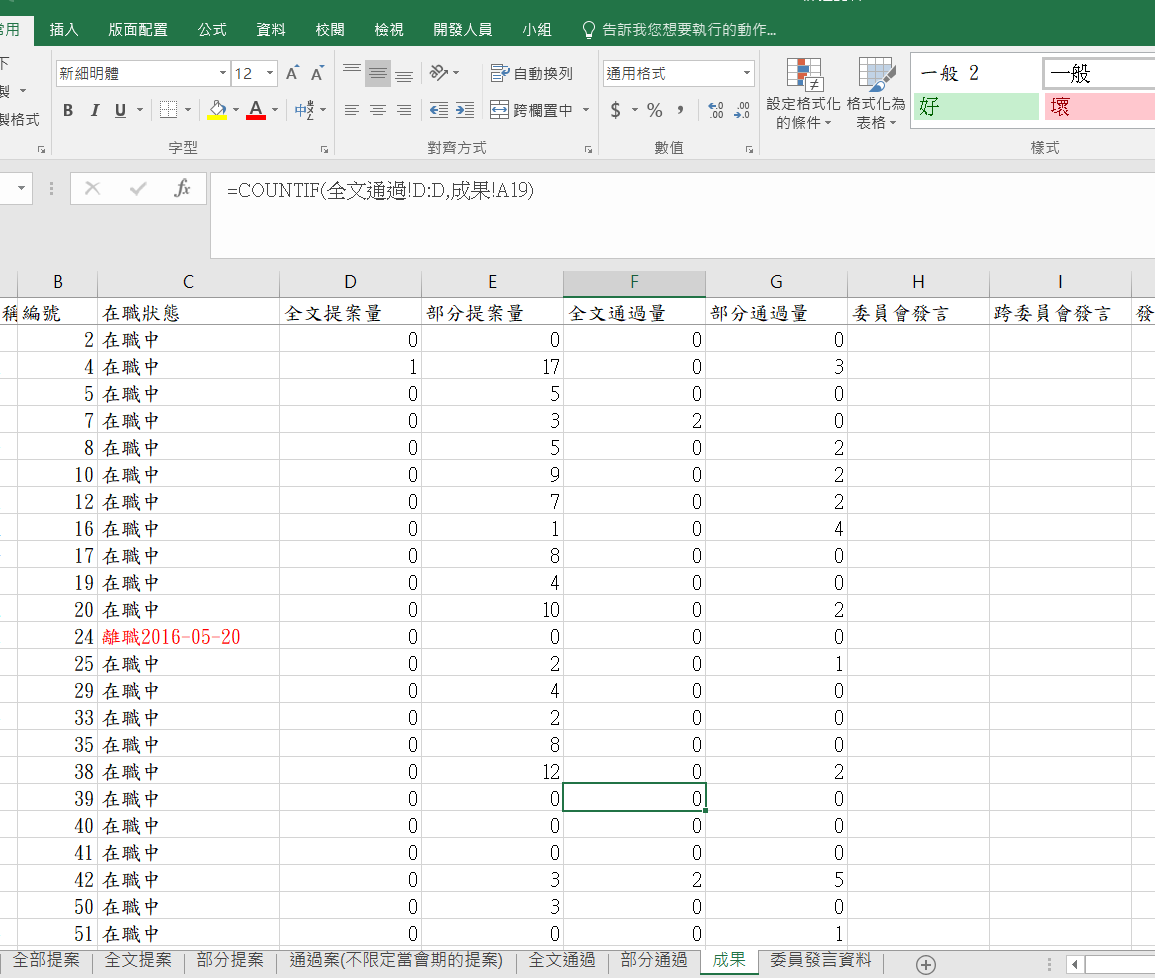 常用 插入 版面配置 公式 資料 校閱 檢視 開發人員 小組 告訴我您想要執行的動作...
新細明體 12 A A 自動換列 通用格式 一般 2 一般
B I U A 中 跨欄置中 $ % , .00 .00 設定格式化的條件 格式化為表格 好 壞
製格式
字型 對齊方式 數值 樣式
fx =COUNTIF(全文通過!D:D,成果!A19)
B C D E F G H I
稱 編號 在職狀態 全文提案量 部分提案量 全文通過量 部分通過量 委員會發言 跨委員會發言 發
2 在職中 0 0 0 0
4 在職中 1 17 0 3
5 在職中 0 5 0 0
7 在職中 0 3 2 0
8 在職中 0 5 0 2
10 在職中 0 9 0 2
12 在職中 0 7 0 2
16 在職中 0 1 0 4
17 在職中 0 8 0 0
19 在職中 0 4 0 0
20 在職中 0 10 0 2
24 離職2016-05-20 0 0 0 0
25 在職中 0 2 0 1
29 在職中 0 4 0 0
33 在職中 0 2 0 0
35 在職中 0 8 0 0
38 在職中 0 12 0 2
39 在職中 0 0 0 0
40 在職中 0 0 0 0
41 在職中 0 0 0 0
42 在職中 0 3 2 5
50 在職中 0 3 0 0
51 在職中 0 0 0 1
全部提案 全文提案 部分提案 通過案(不限定當會期的提案) 全文通過 部分通過 成果 委員發言資料